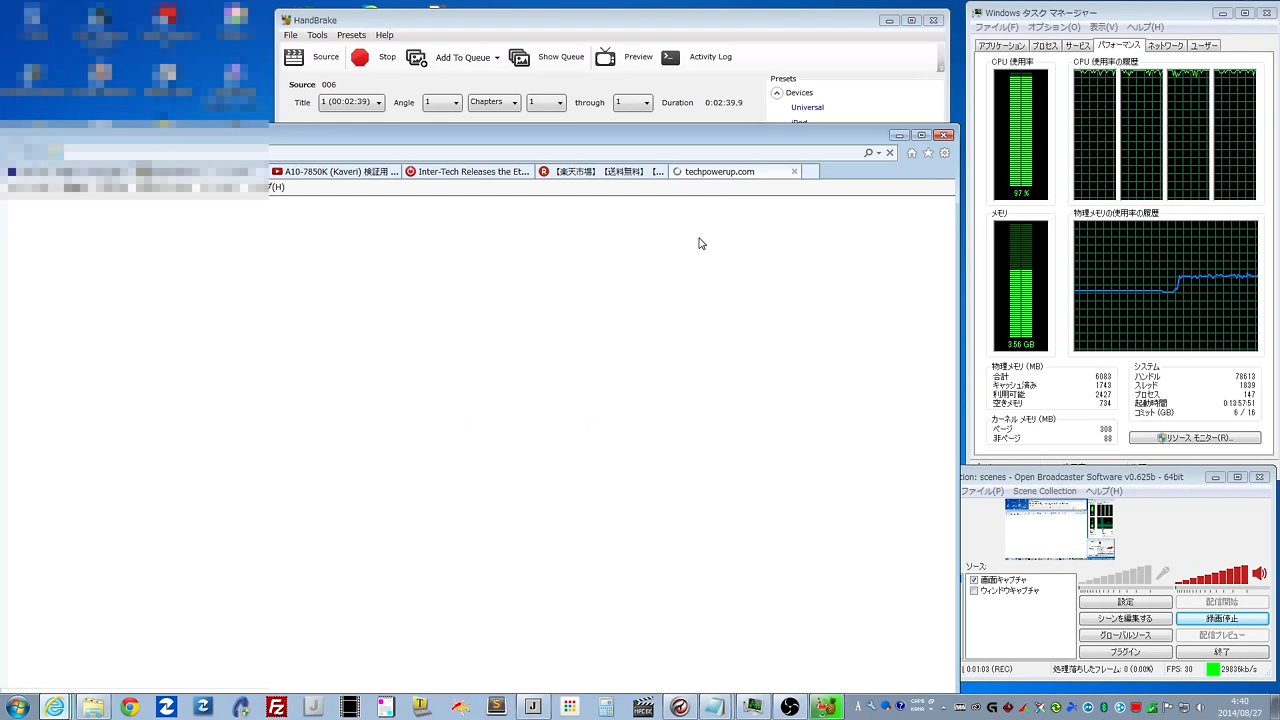 HandBrake
File Tools Presets Help
Source Stop Add To Queue Show Queue Preview Activity Log
Source 006
Title 1 (00:02:39) Angle 1 Chapters 1 through 1 Duration 0:02:39.9
Presets
Devices
Universal
iPod
A10-7850K (Kaveri) 検証用 ...
Inter-Tech Releases the Et...
【楽天市場】【送料無料】【...
techpowerup.com
プ(H)
Windows タスク マネージャー
ファイル(F) オプション(O) 表示(V) ヘルプ(H)
アプリケーション プロセス サービス パフォーマンス ネットワーク ユーザー
CPU 使用率
CPU 使用率の履歴
97 %
メモリ
物理メモリの使用率の履歴
3.56 GB
物理メモリ (MB)
合計 6083
キャッシュ済み 1743
利用可能 2427
空きメモリ 734
カーネル メモリ (MB)
ページ 308
非ページ 88
システム
ハンドル 78613
スレッド 1839
プロセス 147
起動時間 0:13:57:51
コミット (GB) 6 / 16
リソース モニター(R)...
tion: scenes - Open Broadcaster Software v0.625b - 64bit
ファイル(F) Scene Collection ヘルプ(H)
ソース:
画面キャプチャ
ウィンドウキャプチャ
設定
配信開始
シーンを編集する
録画停止
グローバルソース
配信プレビュー
プラグイン
終了
0:01:03 (REC) 処理落ちしたフレーム: 0 (0.00%) FPS: 30 29836kb/s
A 般
CAPS
KANA
4:40
2014/08/27